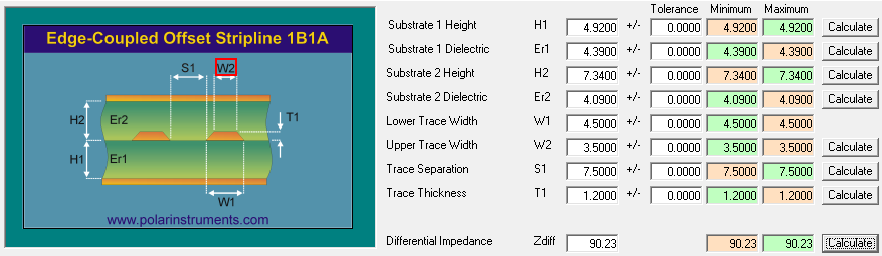 Edge-Coupled Offset Stripline 1B1A
S1 W2
H2 Er2 T1
H1 Er1
W1
www.polarinstruments.com
Tolerance Minimum Maximum
Substrate 1 Height H1 4.9200 +/- 0.0000 4.9200 4.9200 Calculate
Substrate 1 Dielectric Er1 4.3900 +/- 0.0000 4.3900 4.3900 Calculate
Substrate 2 Height H2 7.3400 +/- 0.0000 7.3400 7.3400 Calculate
Substrate 2 Dielectric Er2 4.0900 +/- 0.0000 4.0900 4.0900 Calculate
Lower Trace Width W1 4.5000 +/- 0.0000 4.5000 4.5000
Upper Trace Width W2 3.5000 +/- 0.0000 3.5000 3.5000 Calculate
Trace Separation S1 7.5000 +/- 0.0000 7.5000 7.5000 Calculate
Trace Thickness T1 1.2000 +/- 0.0000 1.2000 1.2000 Calculate
Differential Impedance Zdiff 90.23 90.23 90.23 Calculate